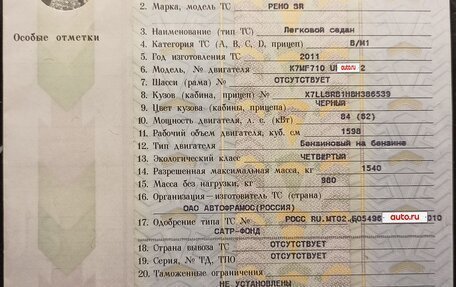 2. Марка, модель ТС РЕНО SR
Особые отметки
3. Наименование (тип ТС) Легковой седан
4. Категория ТС (А, В, С, D, прицеп) В/М1
5. Год изготовления ТС 2011
6. Модель, № двигателя K7MF710 U auto.ru 2
7. Шасси (рама) № ОТСУТСТВУЕТ
8. Кузов (кабина, прицеп) № X7LLSRB1HBH386539
9. Цвет кузова (кабины, прицепа) ЧЕРНЫЙ
10. Мощность двигателя, л. с. (кВт) 84 (62)
11. Рабочий объем двигателя, куб. см 1598
12. Тип двигателя Бензиновый на бензине
13. Экологический класс ЧЕТВЕРТЫЙ
14. Разрешенная максимальная масса, кг 1540
15. Масса без нагрузки, кг 980
16. Организация-изготовитель ТС (страна)
ОАО АВТОФРАМОС(РОССИЯ)
17. Одобрение типа ТС № РОСС RU.МТ02.Е05496 auto.ru 010
САТР-ФОНД
18. Страна вывоза ТС ОТСУТСТВУЕТ
19. Серия, № ТД, ТПО ОТСУТСТВУЕТ
20. Таможенные ограничения
НЕ УСТАНОВЛЕНЫ